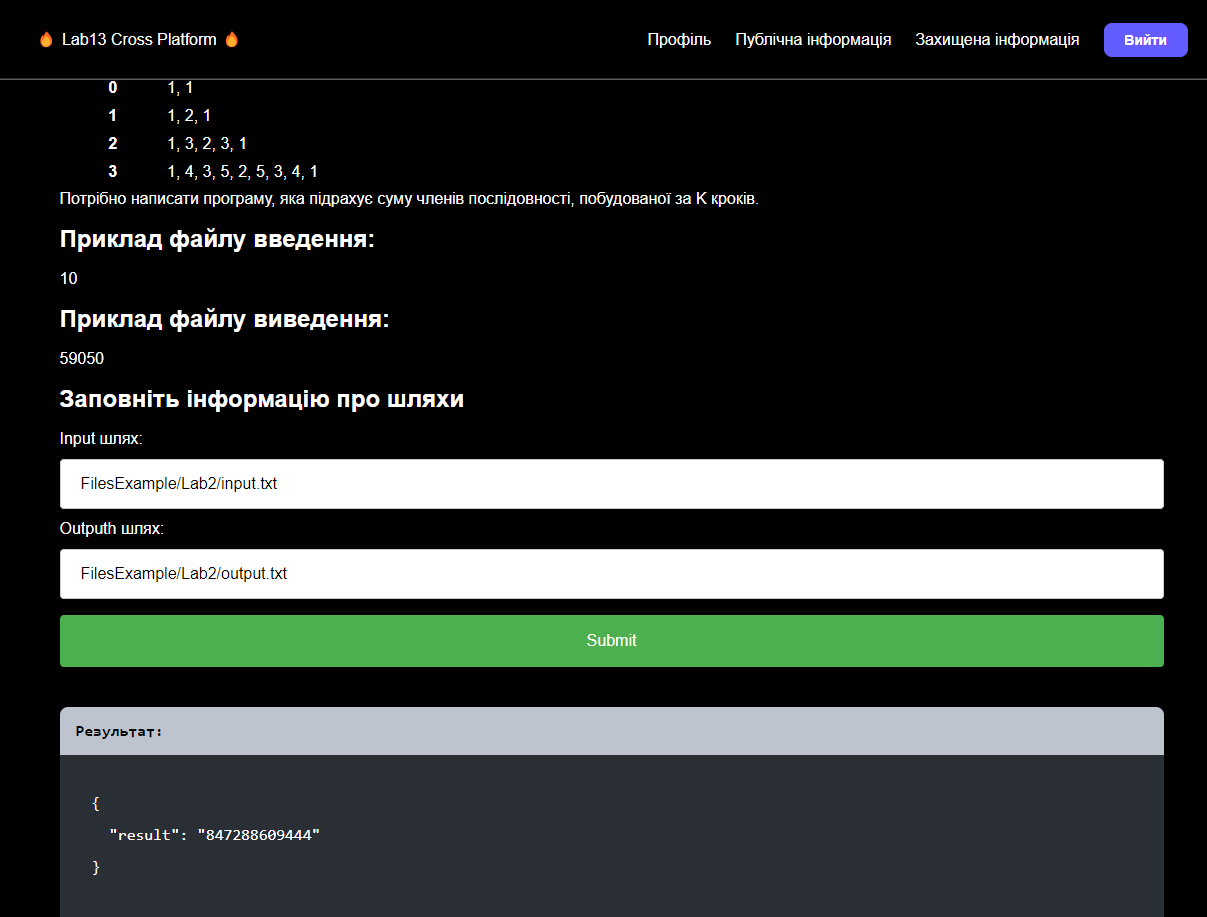 🔥 Lab13 Cross Platform 🔥 Профіль Публічна інформація Захищена інформація Вийти
0 1, 1
1 1, 2, 1
2 1, 3, 2, 3, 1
3 1, 4, 3, 5, 2, 5, 3, 4, 1
Потрібно написати програму, яка підрахує суму членів послідовності, побудованої за K кроків.
Приклад файлу введення:
10
Приклад файлу виведення:
59050
Заповніть інформацію про шляхи
Input шлях:
FilesExample/Lab2/input.txt
Outputh шлях:
FilesExample/Lab2/output.txt
Submit
Результат:
{
"result": "847288609444"
}